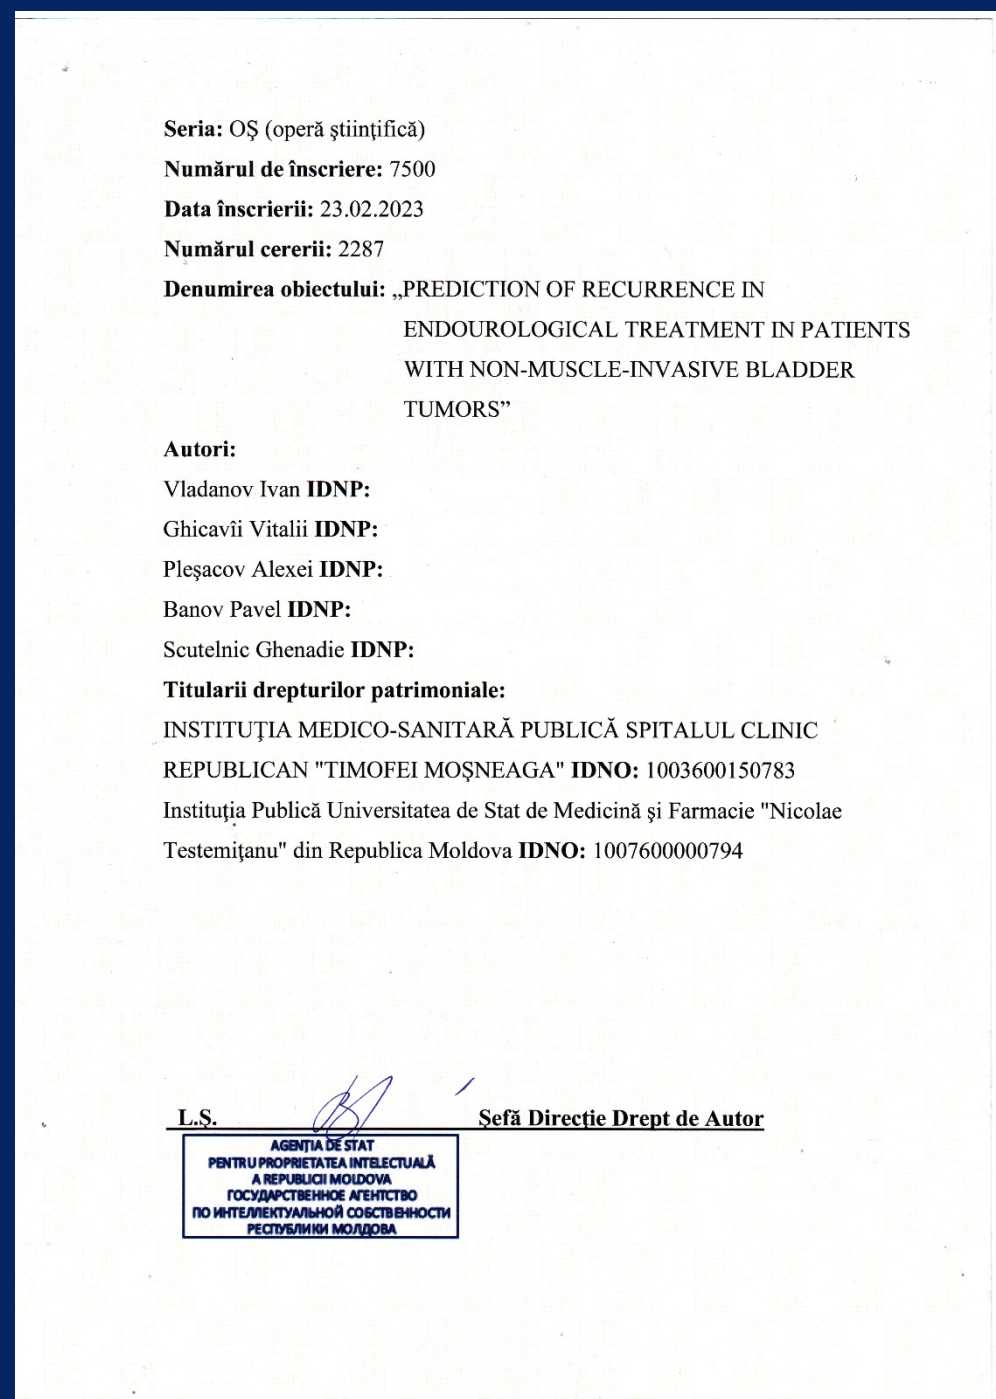 Seria: OŞ (operă ştiinţifică)
Numărul de înscriere: 7500
Data înscrierii: 23.02.2023
Numărul cererii: 2287
Denumirea obiectului: „PREDICTION OF RECURRENCE IN
ENDOUROLOGICAL TREATMENT IN PATIENTS
WITH NON-MUSCLE-INVASIVE BLADDER
TUMORS”
Autori:
Vladanov Ivan IDNP:
Ghicavîi Vitalii IDNP:
Pleşacov Alexei IDNP:
Banov Pavel IDNP:
Scutelnic Ghenadie IDNP:
Titularii drepturilor patrimoniale:
INSTITUŢIA MEDICO-SANITARĂ PUBLICĂ SPITALUL CLINIC
REPUBLICAN "TIMOFEI MOŞNEAGA" IDNO: 1003600150783
Instituţia Publică Universitatea de Stat de Medicină şi Farmacie "Nicolae
Testemiţanu" din Republica Moldova IDNO: 1007600000794
L.Ş. Şefă Direcţie Drept de Autor
AGENŢIA DE STAT
PENTRU PROPRIETATEA INTELECTUALĂ
A REPUBLICII MOLDOVA
ГОСУДАРСТВЕННОЕ АГЕНТСТВО
ПО ИНТЕЛЛЕКТУАЛЬНОЙ СОБСТВЕННОСТИ
РЕСПУБЛИКИ МОЛДОВА